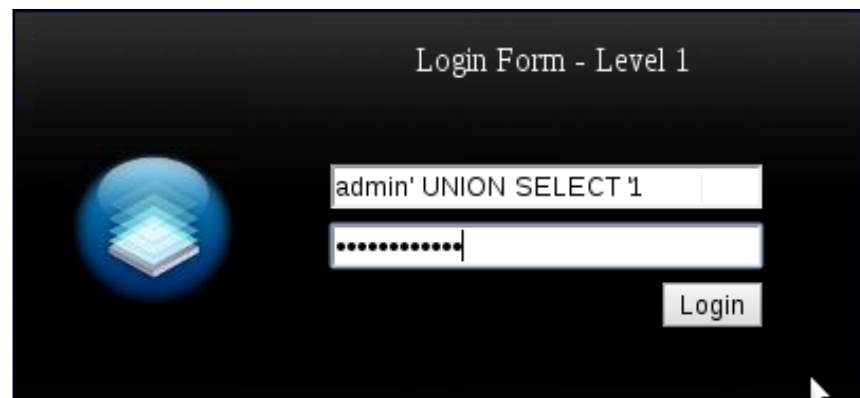 Login Form - Level 1
admin' UNION SELECT '1
••••••••••••
Login